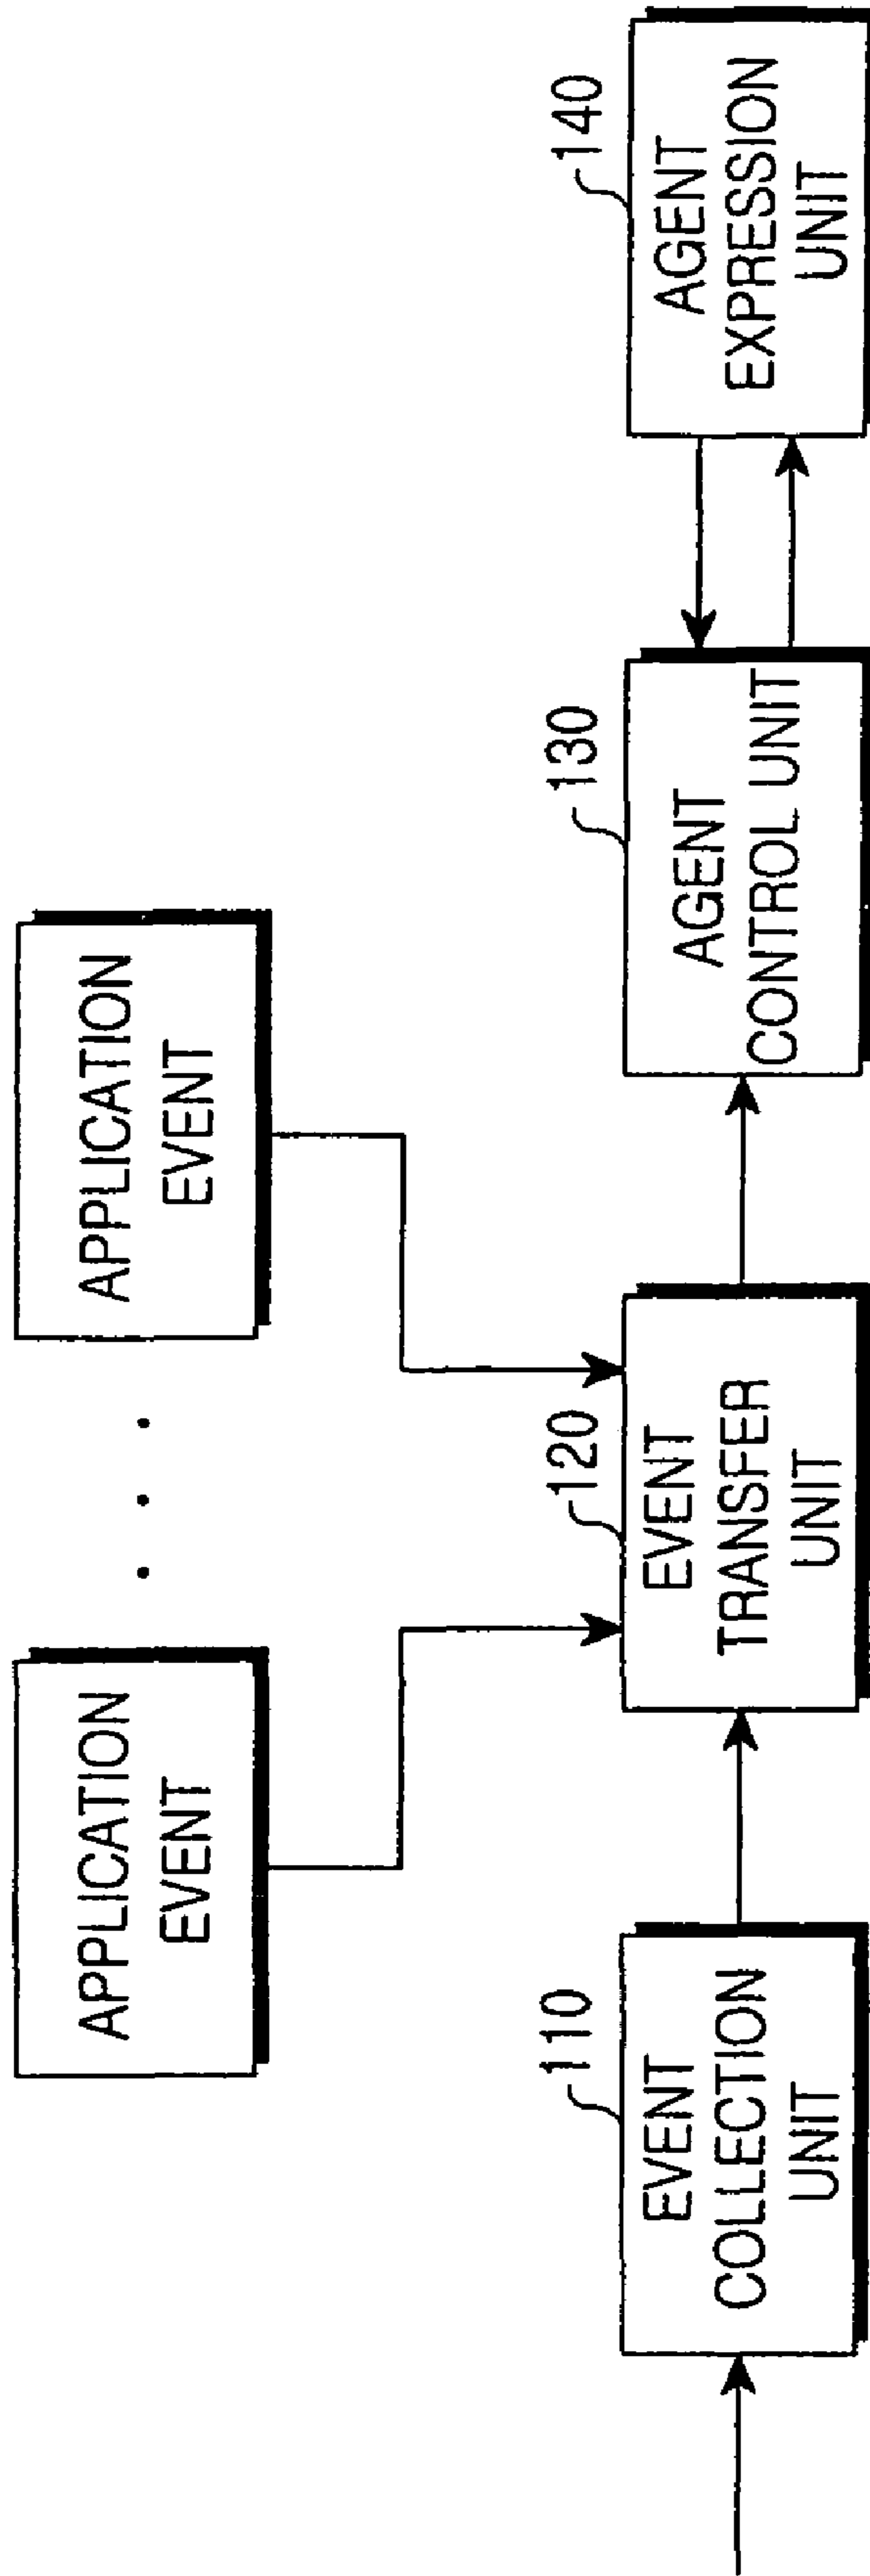 APPLICATION
EVENT
. . .
APPLICATION
EVENT
110
EVENT
COLLECTION
UNIT
120
EVENT
TRANSFER
UNIT
130
AGENT
CONTROL UNIT
140
AGENT
EXPRESSION
UNIT